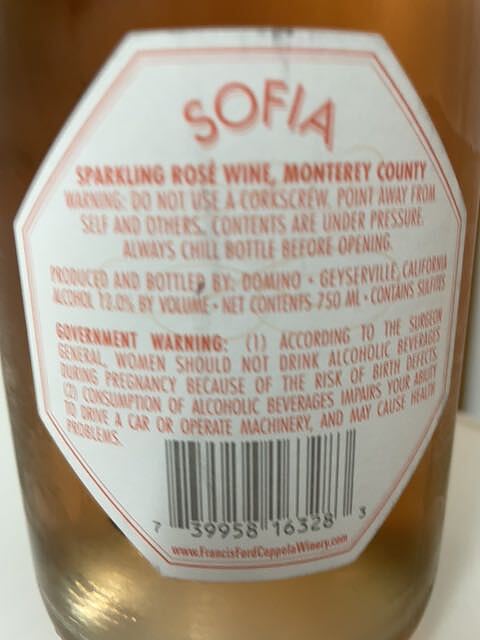 SOFIA
SPARKLING ROSÉ WINE, MONTEREY COUNTY
WARNING: DO NOT USE A CORKSCREW. POINT AWAY FROM
SELF AND OTHERS. CONTENTS ARE UNDER PRESSURE.
ALWAYS CHILL BOTTLE BEFORE OPENING.
PRODUCED AND BOTTLED BY: DOMINO • GEYSERVILLE, CALIFORNIA
ALCOHOL 12.0% BY VOLUME • NET CONTENTS 750 ML • CONTAINS SULFITES
GOVERNMENT WARNING: (1) ACCORDING TO THE SURGEON
GENERAL, WOMEN SHOULD NOT DRINK ALCOHOLIC BEVERAGES
DURING PREGNANCY BECAUSE OF THE RISK OF BIRTH DEFECTS.
(2) CONSUMPTION OF ALCOHOLIC BEVERAGES IMPAIRS YOUR ABILITY
TO DRIVE A CAR OR OPERATE MACHINERY, AND MAY CAUSE HEALTH
PROBLEMS.
7 39958 16328 3
www.FrancisFordCoppolaWinery.com